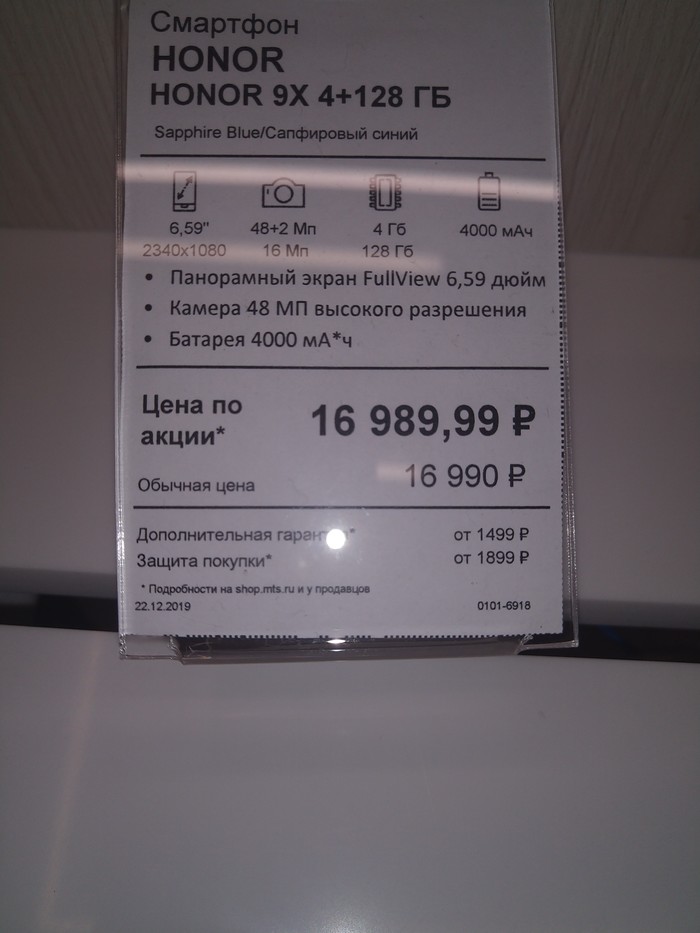 Смартфон
HONOR
HONOR 9X 4+128 ГБ
Sapphire Blue/Сапфировый синий
6,59" 48+2 Мп 4 Гб 4000 мАч
2340x1080 16 Мп 128 Гб
• Панорамный экран FullView 6,59 дюйм
• Камера 48 МП высокого разрешения
• Батарея 4000 мА*ч
Цена по
акции* 16 989,99 ₽
Обычная цена 16 990 ₽
Дополнительная гарантия* от 1499 ₽
Защита покупки* от 1899 ₽
* Подробности на shop.mts.ru и у продавцов
22.12.2019 0101-6918